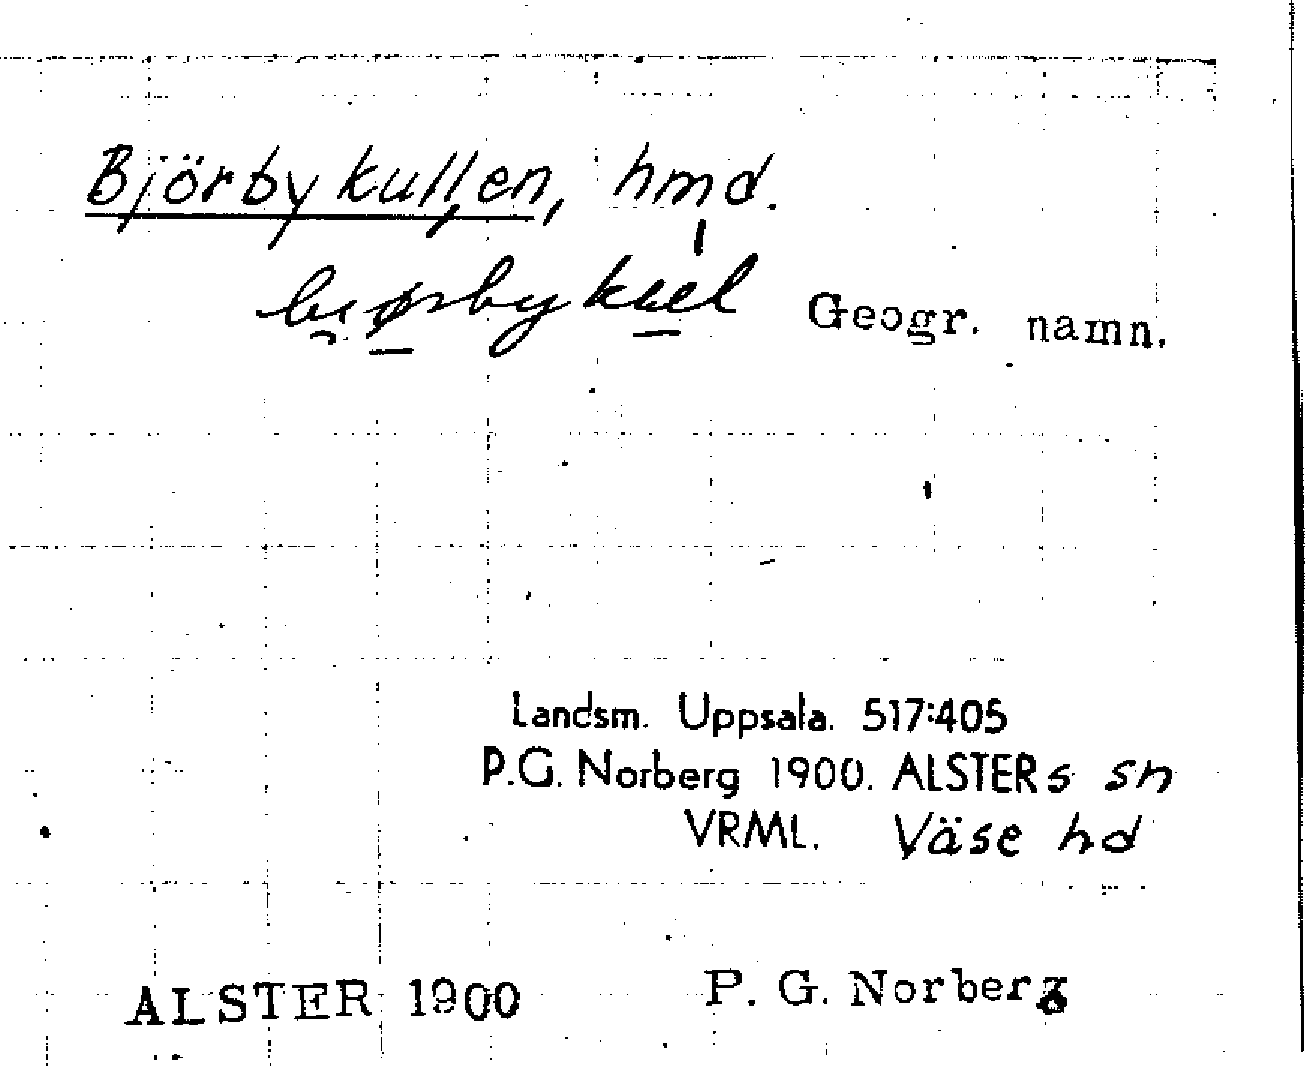 Björbykullen, hmd.
Geogr. namn.
Landsm. Uppsala. 517:405
P.G. Norberg 1900. ALSTERs sn
VRML. Väse hd
ALSTER 1900
P. G. Norberg